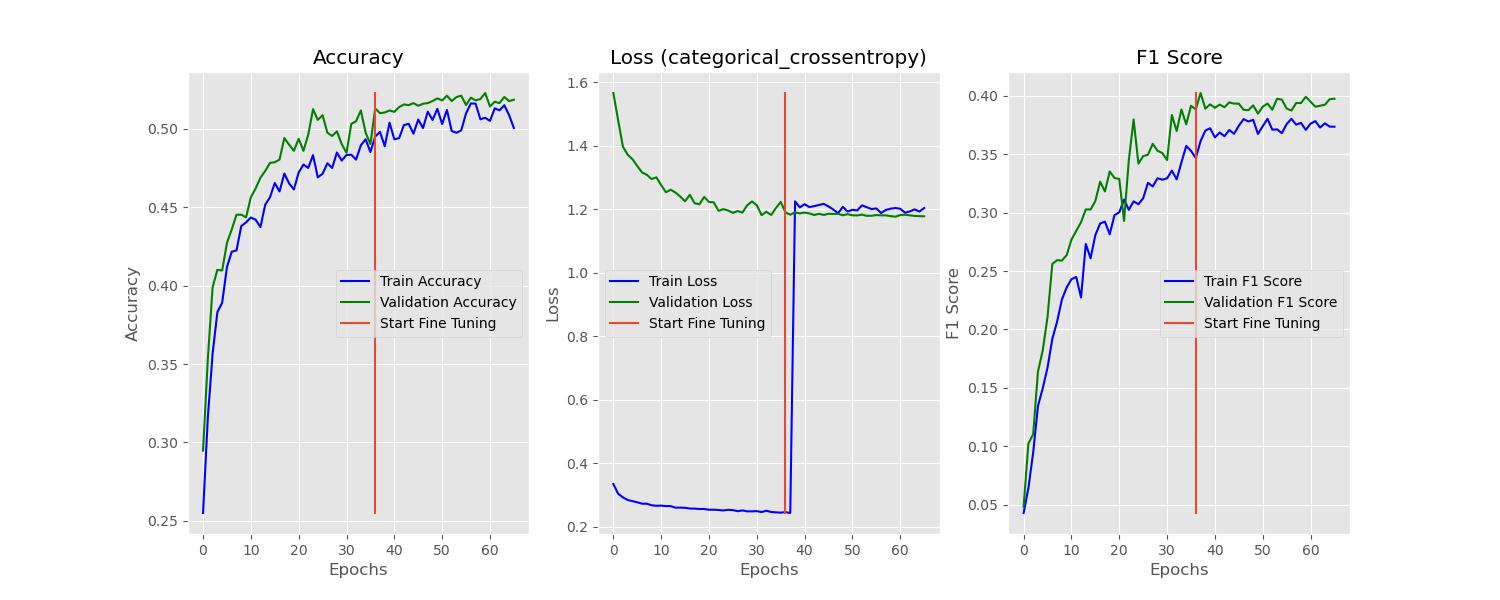 Accuracy
0.50
0.45
0.40
0.35
0.30
0.25
Accuracy
Train Accuracy
Validation Accuracy
Start Fine Tuning
0 10 20 30 40 50 60
Epochs
Loss (categorical_crossentropy)
1.6
1.4
1.2
1.0
0.8
0.6
0.4
0.2
Loss
Train Loss
Validation Loss
Start Fine Tuning
0 10 20 30 40 50 60
Epochs
F1 Score
0.40
0.35
0.30
0.25
0.20
0.15
0.10
0.05
F1 Score
Train F1 Score
Validation F1 Score
Start Fine Tuning
0 10 20 30 40 50 60
Epochs